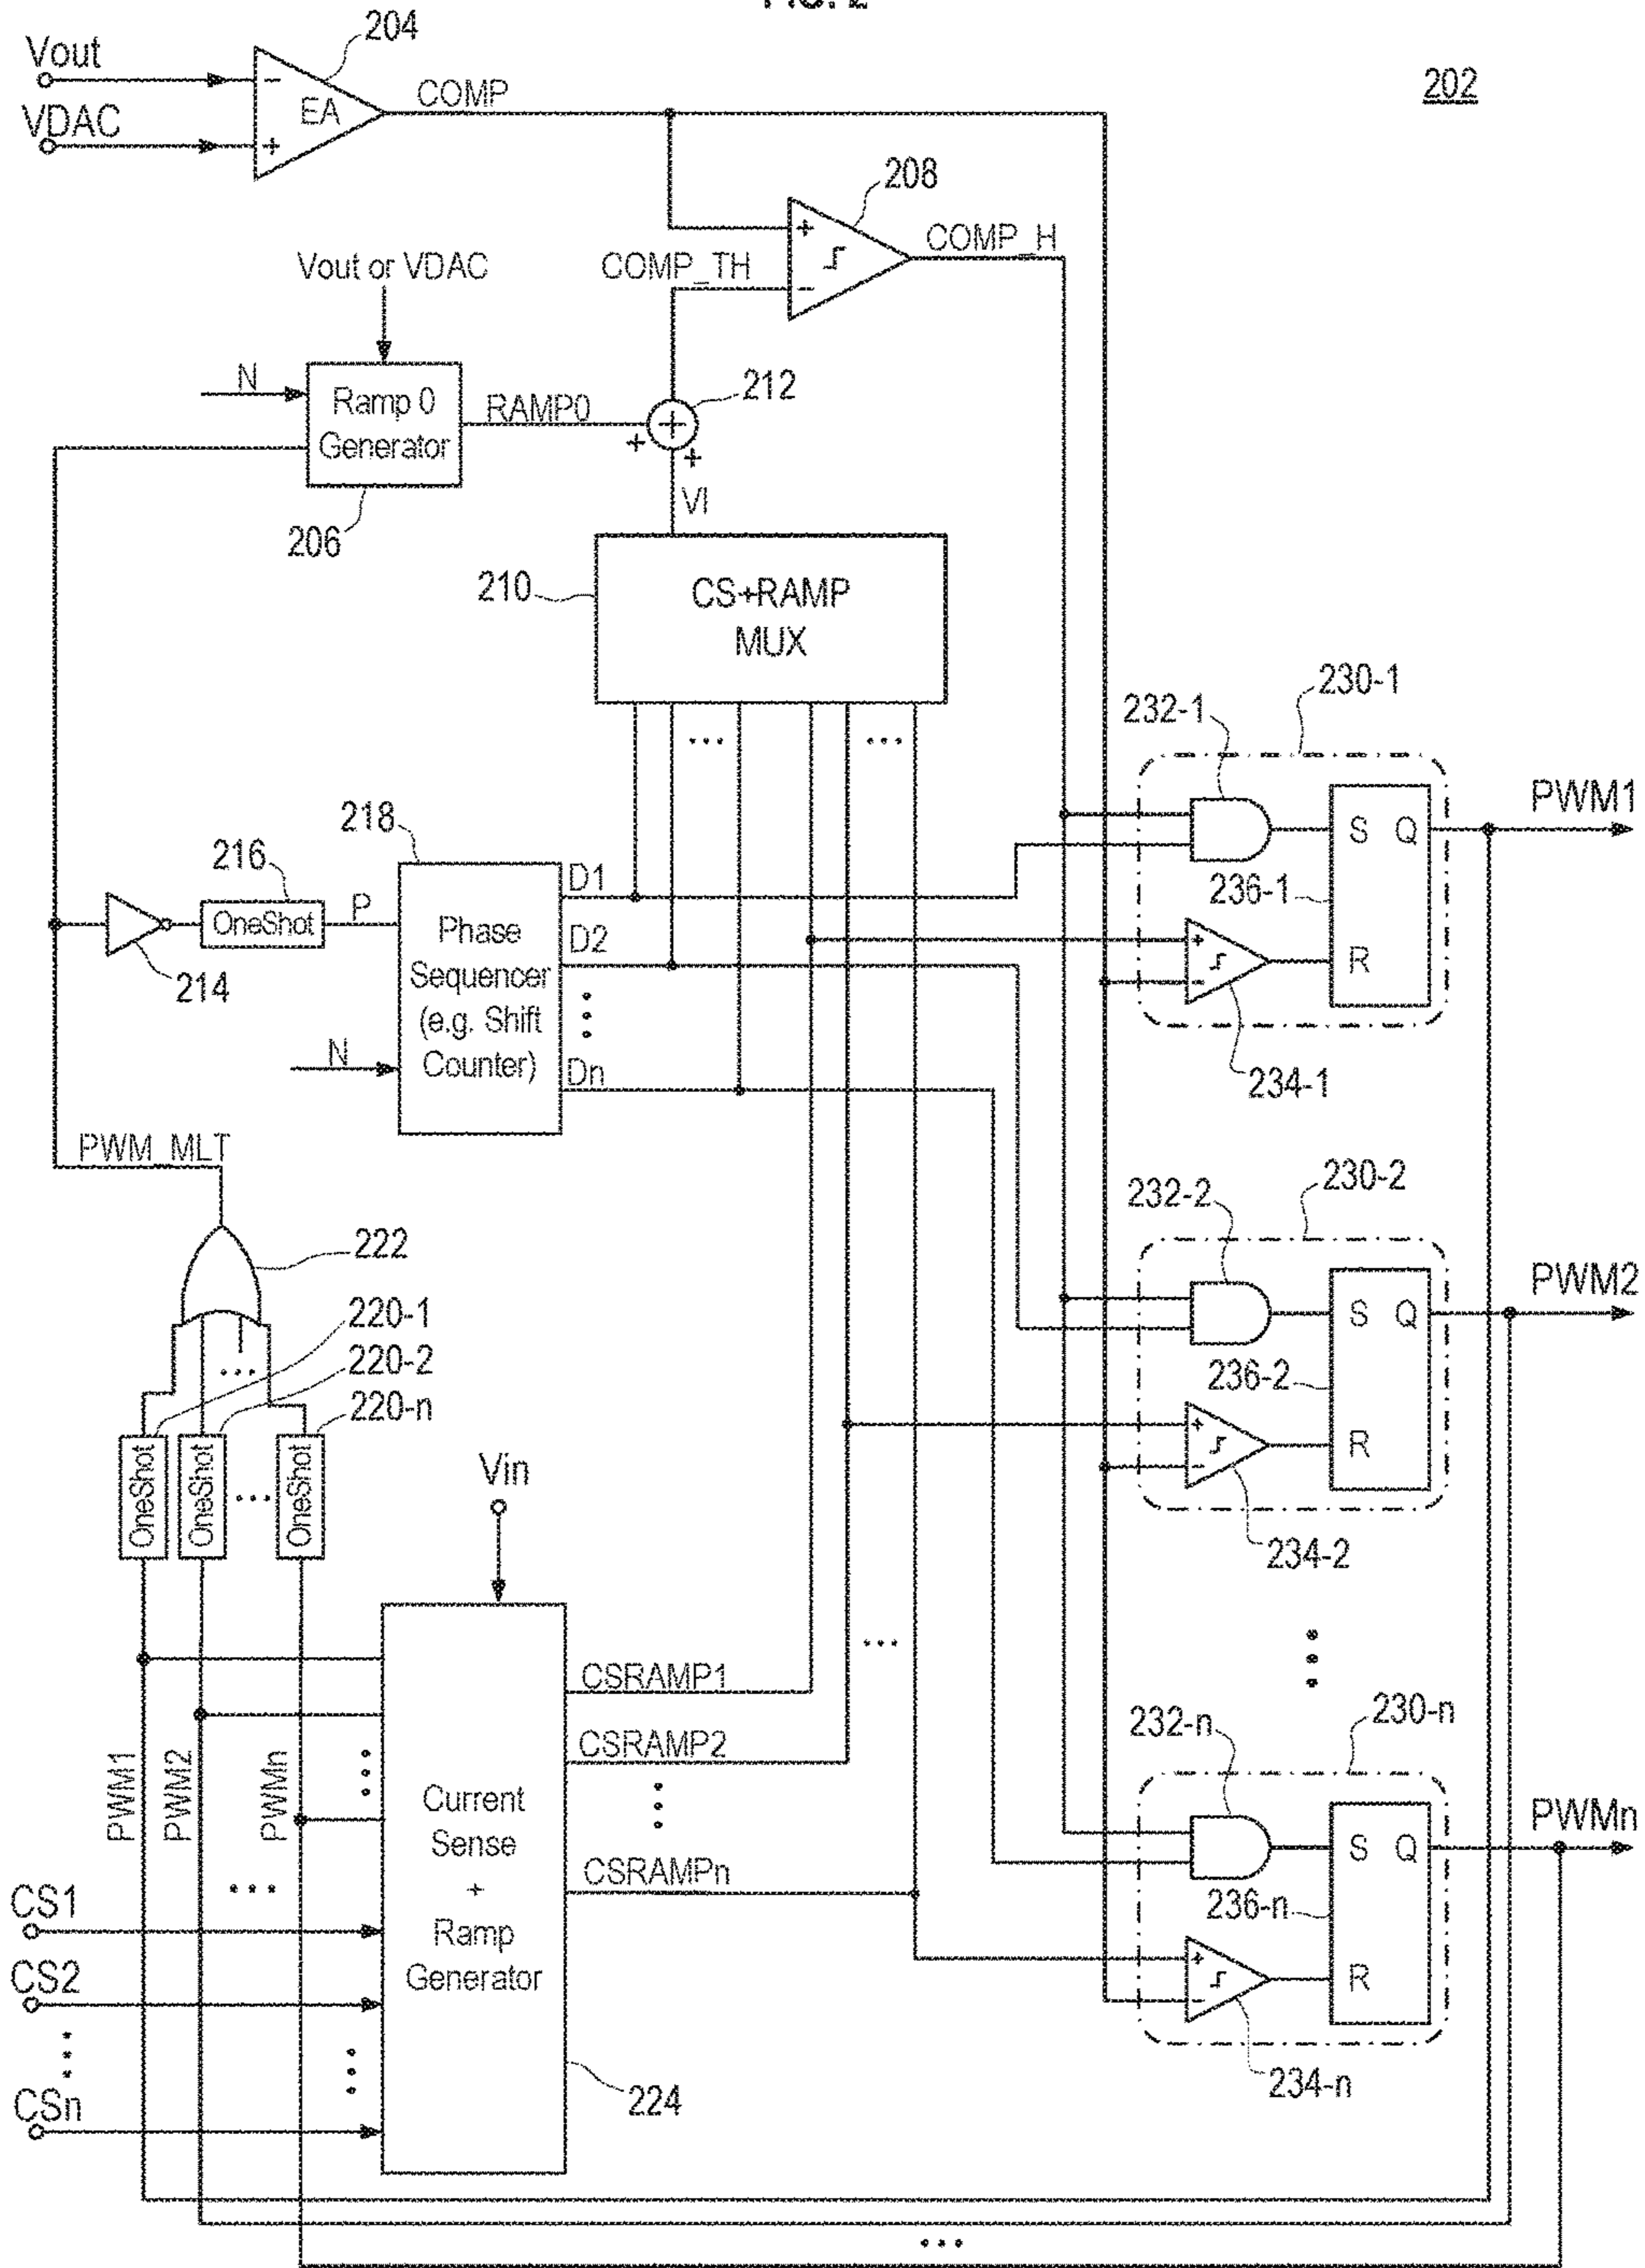 FIG. 2
202
Vout
VDAC
204
EA
COMP
208
COMP_H
COMP_TH
Vout or VDAC
N
Ramp 0
Generator
206
RAMP0
212
+
+
VI
210
CS+RAMP
MUX
218
216
OneShot
P
214
N
Phase
Sequencer
(e.g. Shift
Counter)
D1
D2
Dn
PWM_MLT
222
220-1
220-2
220-n
OneShot
OneShot
OneShot
Vin
PWM1
PWM2
PWMn
CS1
CS2
CSn
Current
Sense
+
Ramp
Generator
224
CSRAMP1
CSRAMP2
CSRAMPn
230-1
232-1
S Q
236-1
R
234-1
PWM1
230-2
232-2
S Q
236-2
R
234-2
PWM2
230-n
232-n
S Q
236-n
R
234-n
PWMn